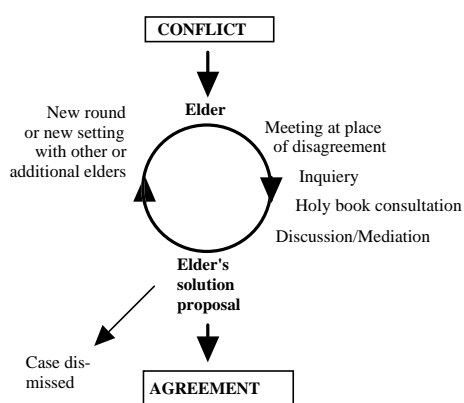 CONFLICT
Elder
New round
or new setting
with other or
additional elders
Meeting at place
of disagreement
Inquiery
Holy book consultation
Discussion/Mediation
Elder's
solution
proposal
Case dis-
missed
AGREEMENT